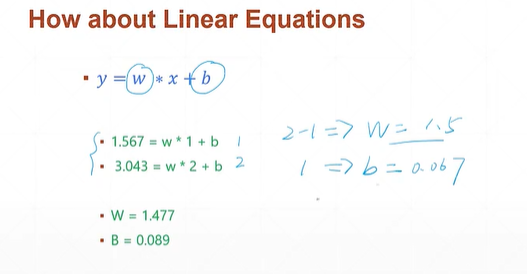 How about Linear Equations
y = w * x + b
1.567 = w * 1 + b 1
3.043 = w * 2 + b 2
2-1 => W = 1.5
1 => b = 0.067
W = 1.477
B = 0.089